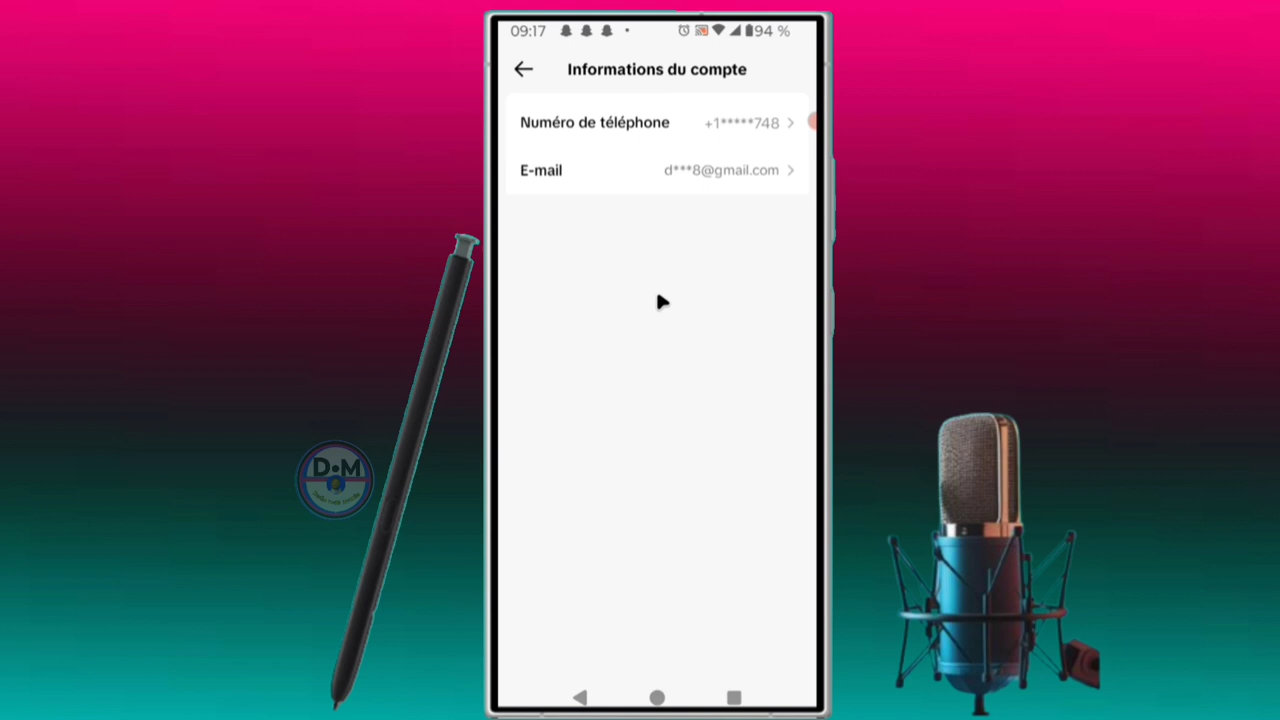 09:17
94 %
Informations du compte
Numéro de téléphone +1*****748
E-mail d***8@gmail.com
D•M